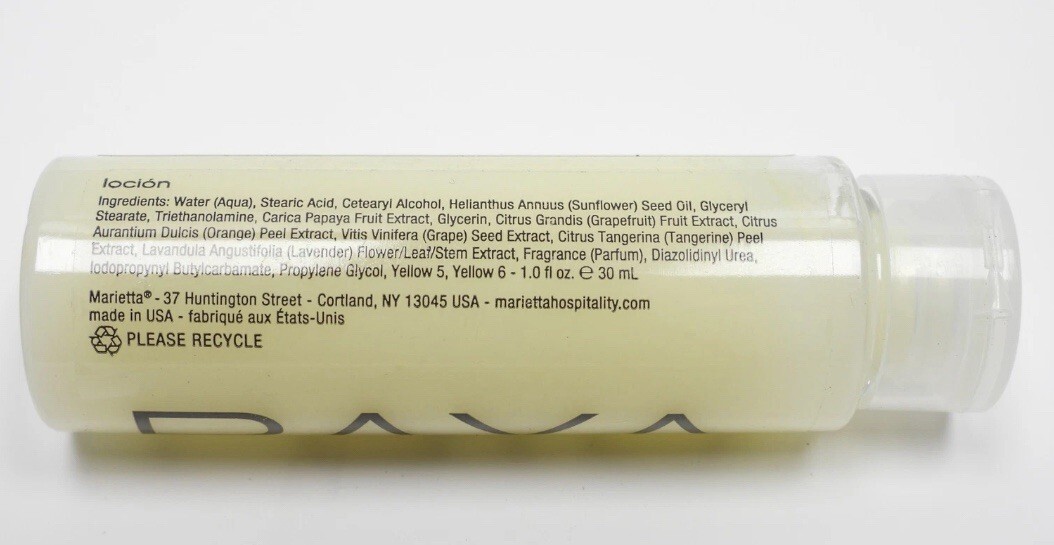 loción
Ingredients: Water (Aqua), Stearic Acid, Cetearyl Alcohol, Helianthus Annuus (Sunflower) Seed Oil, Glyceryl
Stearate, Triethanolamine, Carica Papaya Fruit Extract, Glycerin, Citrus Grandis (Grapefruit) Fruit Extract, Citrus
Aurantium Dulcis (Orange) Peel Extract, Vitis Vinifera (Grape) Seed Extract, Citrus Tangerina (Tangerine) Peel
Extract, Lavandula Angustifolia (Lavender) Flower/Leaf/Stem Extract, Fragrance (Parfum), Diazolidinyl Urea,
Iodopropynyl Butylcarbamate, Propylene Glycol, Yellow 5, Yellow 6 - 1.0 fl oz. ℮ 30 mL
Marietta® - 37 Huntington Street - Cortland, NY 13045 USA - mariettahospitality.com
made in USA - fabriqué aux États-Unis
PLEASE RECYCLE